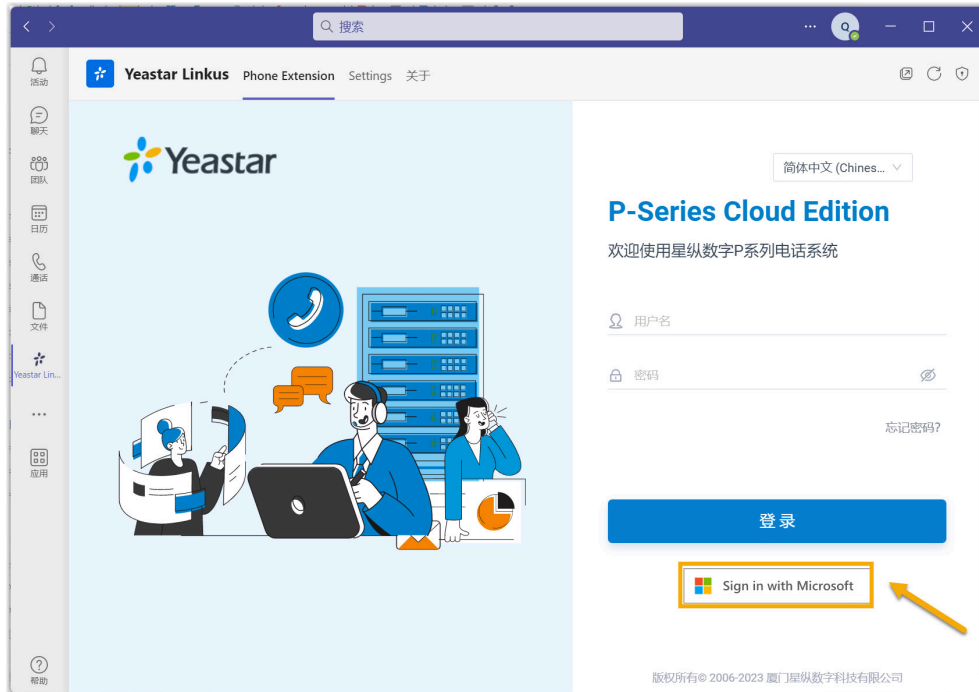 搜索
...
Q
活动
聊天
团队
日历
通话
文件
Yeastar Lin...
...
应用
帮助
Yeastar Linkus Phone Extension Settings 关于
Yeastar
简体中文 (Chines...
P-Series Cloud Edition
欢迎使用星纵数字P系列电话系统
用户名
密码
忘记密码?
登录
Sign in with Microsoft
版权所有© 2006-2023 厦门星纵数字科技有限公司